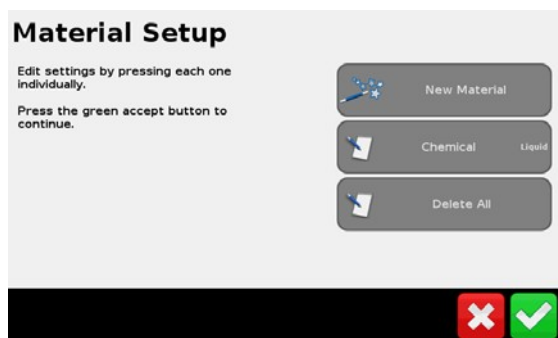 Material Setup
Edit settings by pressing each one
individually.
Press the green accept button to
continue.
New Material
Chemical Liquid
Delete All